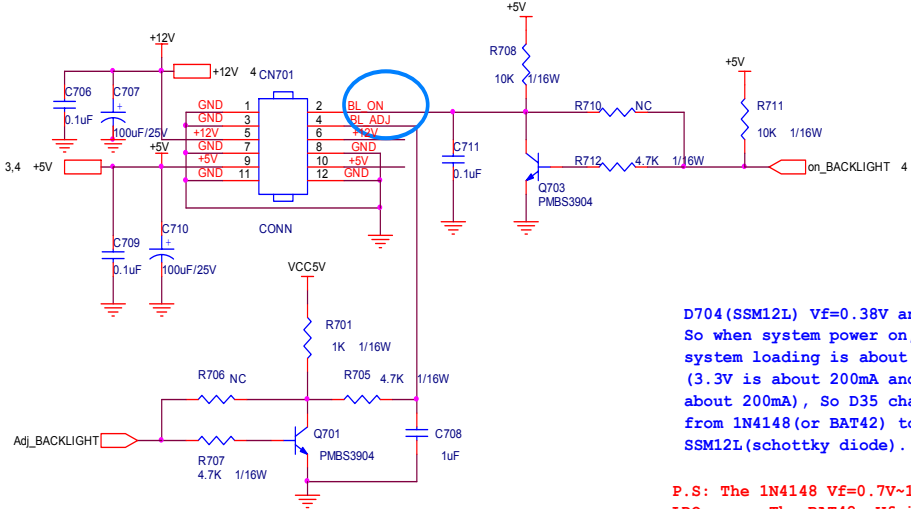 +5V
+12V
R708
10K 1/16W
+5V
+12V
4 CN701
C706
0.1uF
C707
+
100uF/25V
GND 1 2 BL_ON
GND 3 4 BL_ADJ
+12V 5 6 +12V
GND 7 8 GND
+5V 9 10 +5V
GND 11 12 GND
CONN
R710 NC
R711
10K 1/16W
C711
0.1uF
R712 4.7K 1/16W
on_BACKLIGHT 4
Q703
PMBS3904
3,4 +5V
+5V
C709
0.1uF
C710
+
100uF/25V
VCC5V
R701
1K 1/16W
R706 NC
R705 4.7K 1/16W
Adj_BACKLIGHT
Q701
PMBS3904
C708
1uF
R707
4.7K 1/16W
D704(SSM12L) Vf=0.38V
So when system power on
system loading is about
(3.3V is about 200mA
about 200mA), So D35
from 1N4148(or BAT42)
SSM12L(schottky diode).
P.S: The 1N4148 Vf=0.7V~1